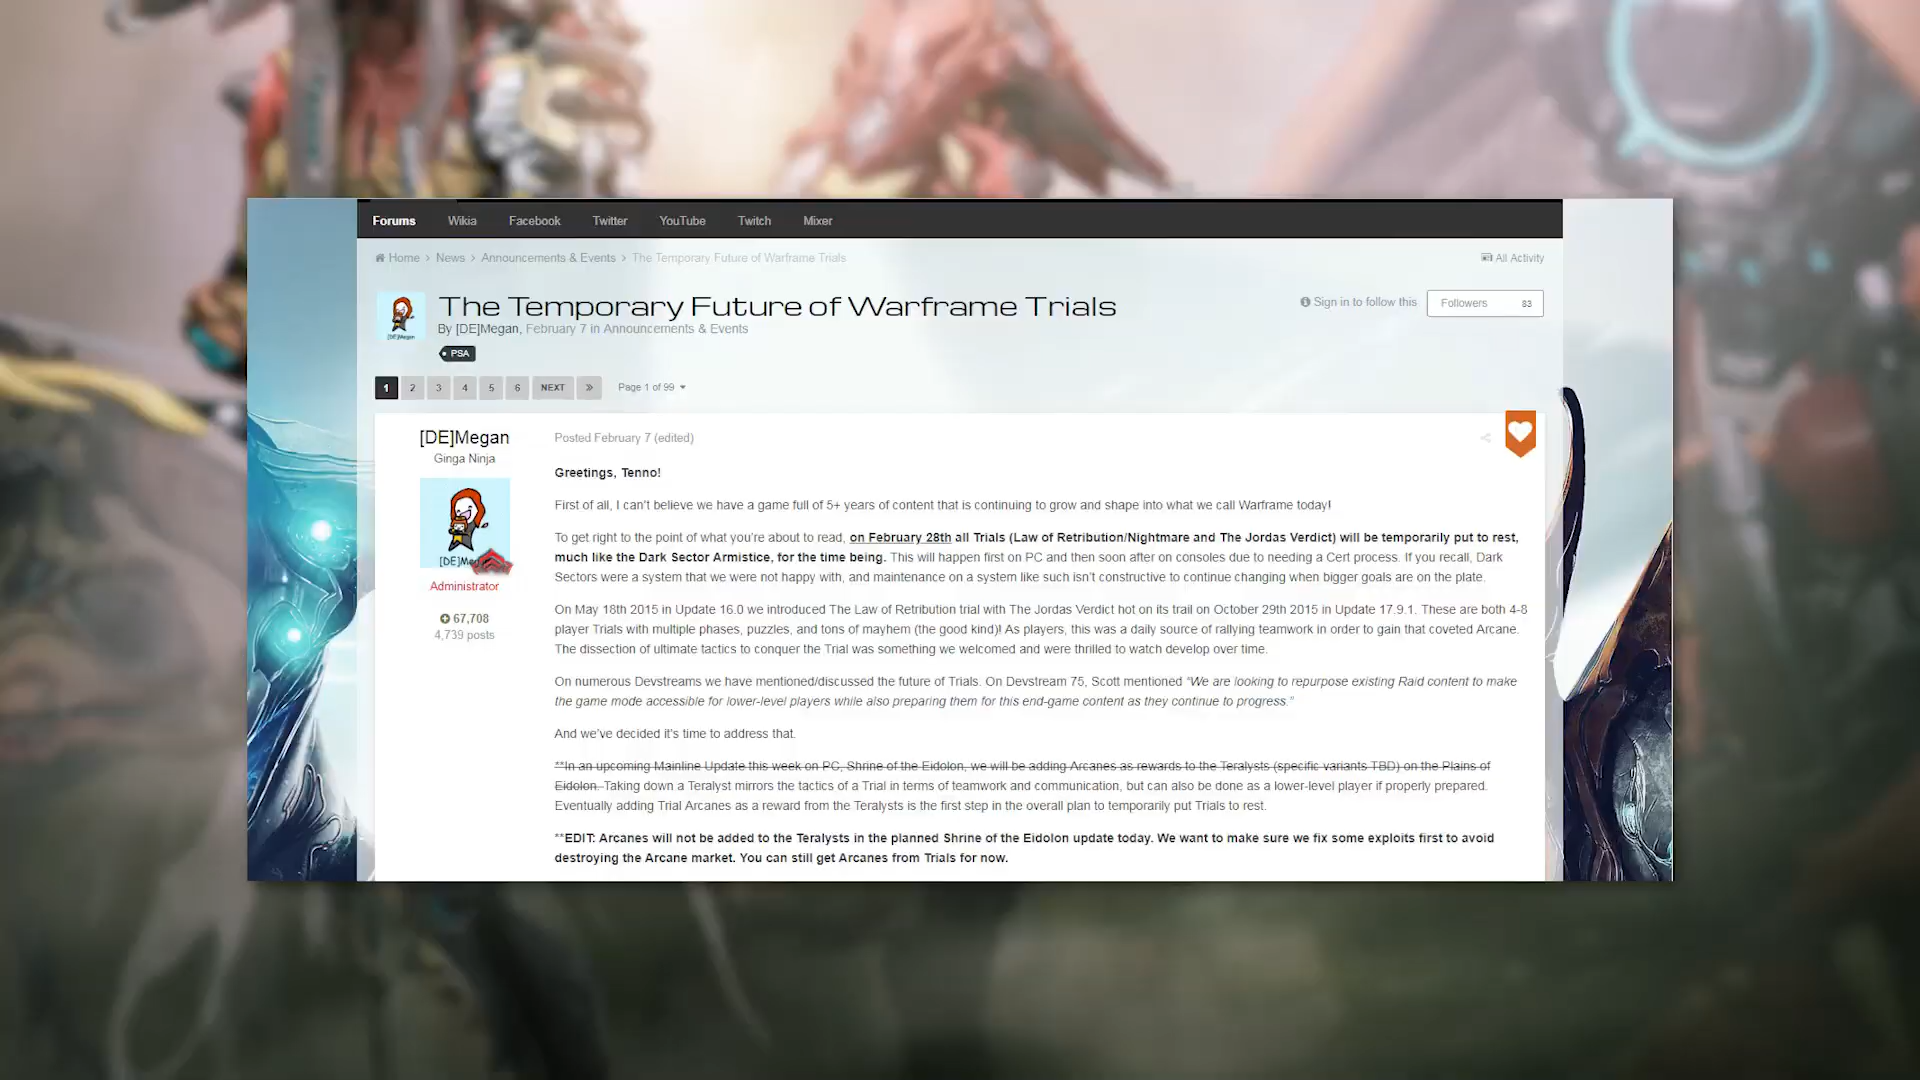 Forums Wikia Facebook Twitter YouTube Twitch Mixer
Home › News › Announcements & Events › The Temporary Future of Warframe Trials
All Activity
The Temporary Future of Warframe Trials
By [DE]Megan, February 7 in Announcements & Events
Sign in to follow this
Followers 83
[DE]Megan
PSA
1 2 3 4 5 6 NEXT » Page 1 of 99
[DE]Megan
Ginga Ninja
Administrator
67,708
4,739 posts
Posted February 7 (edited)
Greetings, Tenno!
First of all, I can't believe we have a game full of 5+ years of content that is continuing to grow and shape into what we call Warframe today!
To get right to the point of what you're about to read, on February 28th all Trials (Law of Retribution/Nightmare and The Jordas Verdict) will be temporarily put to rest,
much like the Dark Sector Armistice, for the time being. This will happen first on PC and then soon after on consoles due to needing a Cert process. If you recall, Dark
Sectors were a system that we were not happy with, and maintenance on a system like such isn't constructive to continue changing when bigger goals are on the plate.
On May 18th 2015 in Update 16.0 we introduced The Law of Retribution trial with The Jordas Verdict hot on its trail on October 29th 2015 in Update 17.9.1. These are both 4-8
player Trials with multiple phases, puzzles, and tons of mayhem (the good kind)! As players, this was a daily source of rallying teamwork in order to gain that coveted Arcane.
The dissection of ultimate tactics to conquer the Trial was something we welcomed and were thrilled to watch develop over time.
On numerous Devstreams we have mentioned/discussed the future of Trials. On Devstream 75, Scott mentioned "We are looking to repurpose existing Raid content to make
the game mode accessible for lower-level players while also preparing them for this end-game content as they continue to progress."
And we've decided it's time to address that.
**In an upcoming Mainline Update this week on PC, Shrine of the Eidolon, we will be adding Arcanes as rewards to the Teralysts (specific variants TBD) on the Plains of
Eidolon. Taking down a Teralyst mirrors the tactics of a Trial in terms of teamwork and communication, but can also be done as a lower-level player if properly prepared.
Eventually adding Trial Arcanes as a reward from the Teralysts is the first step in the overall plan to temporarily put Trials to rest.
**EDIT: Arcanes will not be added to the Teralysts in the planned Shrine of the Eidolon update today. We want to make sure we fix some exploits first to avoid
destroying the Arcane market. You can still get Arcanes from Trials for now.